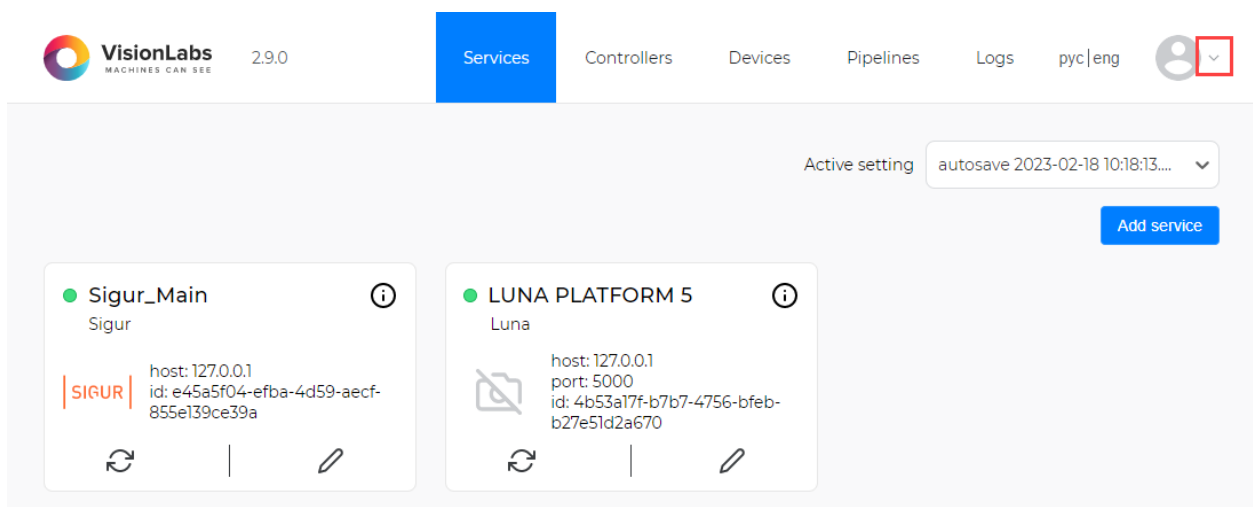 VisionLabs
MACHINES CAN SEE
2.9.0
Services
Controllers
Devices
Pipelines
Logs
рус|eng
Active setting
autosave 2023-02-18 10:18:13....
Add service
Sigur_Main
Sigur
SIGUR
host: 127.0.0.1
id: e45a5f04-efba-4d59-aecf-
855e139ce39a
LUNA PLATFORM 5
Luna
host: 127.0.0.1
port: 5000
id: 4b53a17f-b7b7-4756-bfeb-
b27e51d2a670